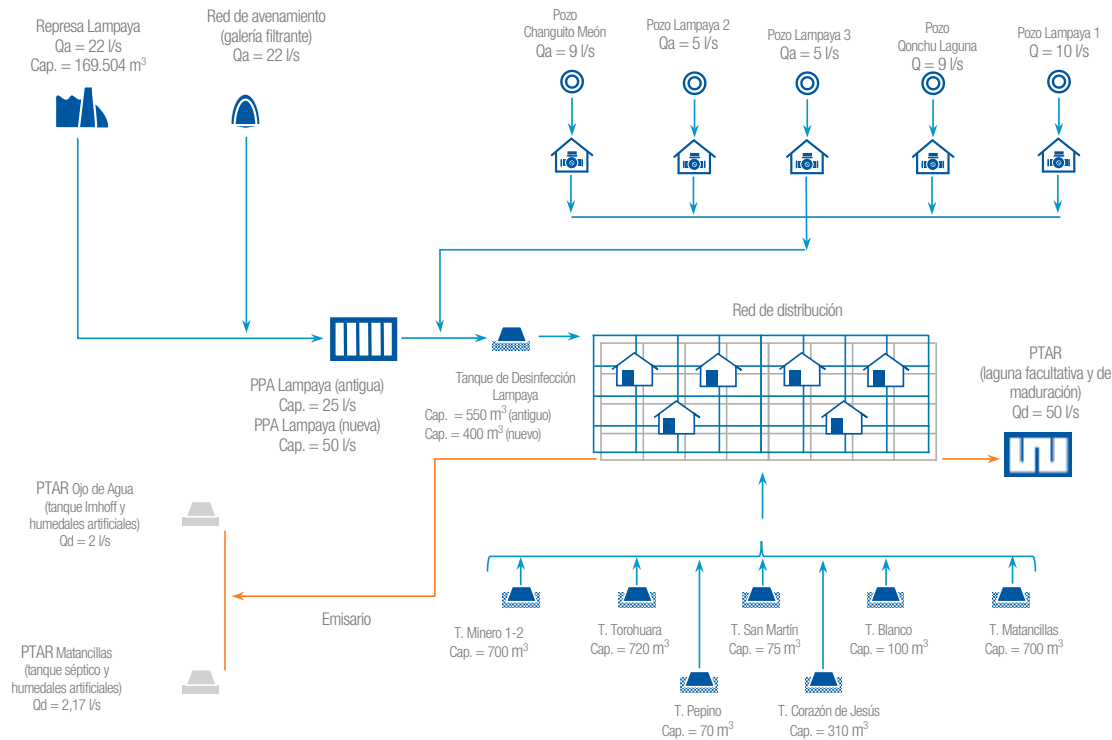 Represa Lampaya
Qa = 22 l/s
Cap. = 169.504 m³
Red de avenamiento
(galería filtrante)
Qa = 22 l/s
Pozo
Changuito Meón
Qa = 9 l/s
Pozo Lampaya 2
Qa = 5 l/s
Pozo Lampaya 3
Qa = 5 l/s
Pozo
Qonchu Laguna
Q = 9 l/s
Pozo Lampaya 1
Q = 10 l/s
PPA Lampaya (antigua)
Cap. = 25 l/s
PPA Lampaya (nueva)
Cap. = 50 l/s
Tanque de Desinfección
Lampaya
Cap. = 550 m³ (antiguo)
Cap. = 400 m³ (nuevo)
Red de distribución
PTAR
(laguna facultativa y de
maduración)
Qd = 50 l/s
PTAR Ojo de Agua
(tanque Imhoff y
humedales artificiales)
Qd = 2 l/s
Emisario
PTAR Matancillas
(tanque séptico y
humedales artificiales)
Qd = 2,17 l/s
T. Minero 1-2
Cap. = 700 m³
T. Torohuara
Cap. = 720 m³
T. San Martín
Cap. = 75 m³
T. Blanco
Cap. = 100 m³
T. Matancillas
Cap. = 700 m³
T. Pepino
Cap. = 70 m³
T. Corazón de Jesús
Cap. = 310 m³